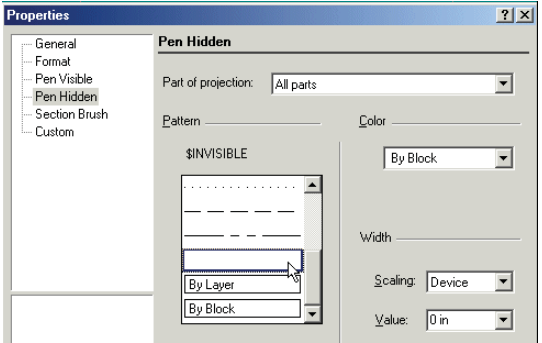 Properties
General
Format
Pen Visible
Pen Hidden
Section Brush
Custom
Pen Hidden
Part of projection: All parts
Pattern
$INVISIBLE
By Layer
By Block
Color
By Block
Width
Scaling: Device
Value: 0 in